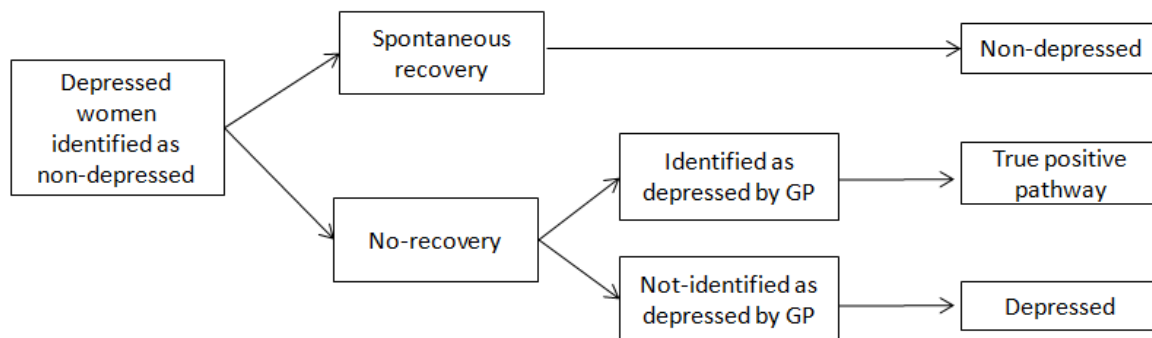 Depressed
women
identified as
non-depressed
Spontaneous
recovery
Non-depressed
No-recovery
Identified as
depressed by GP
True positive
pathway
Not-identified as
depressed by GP
Depressed